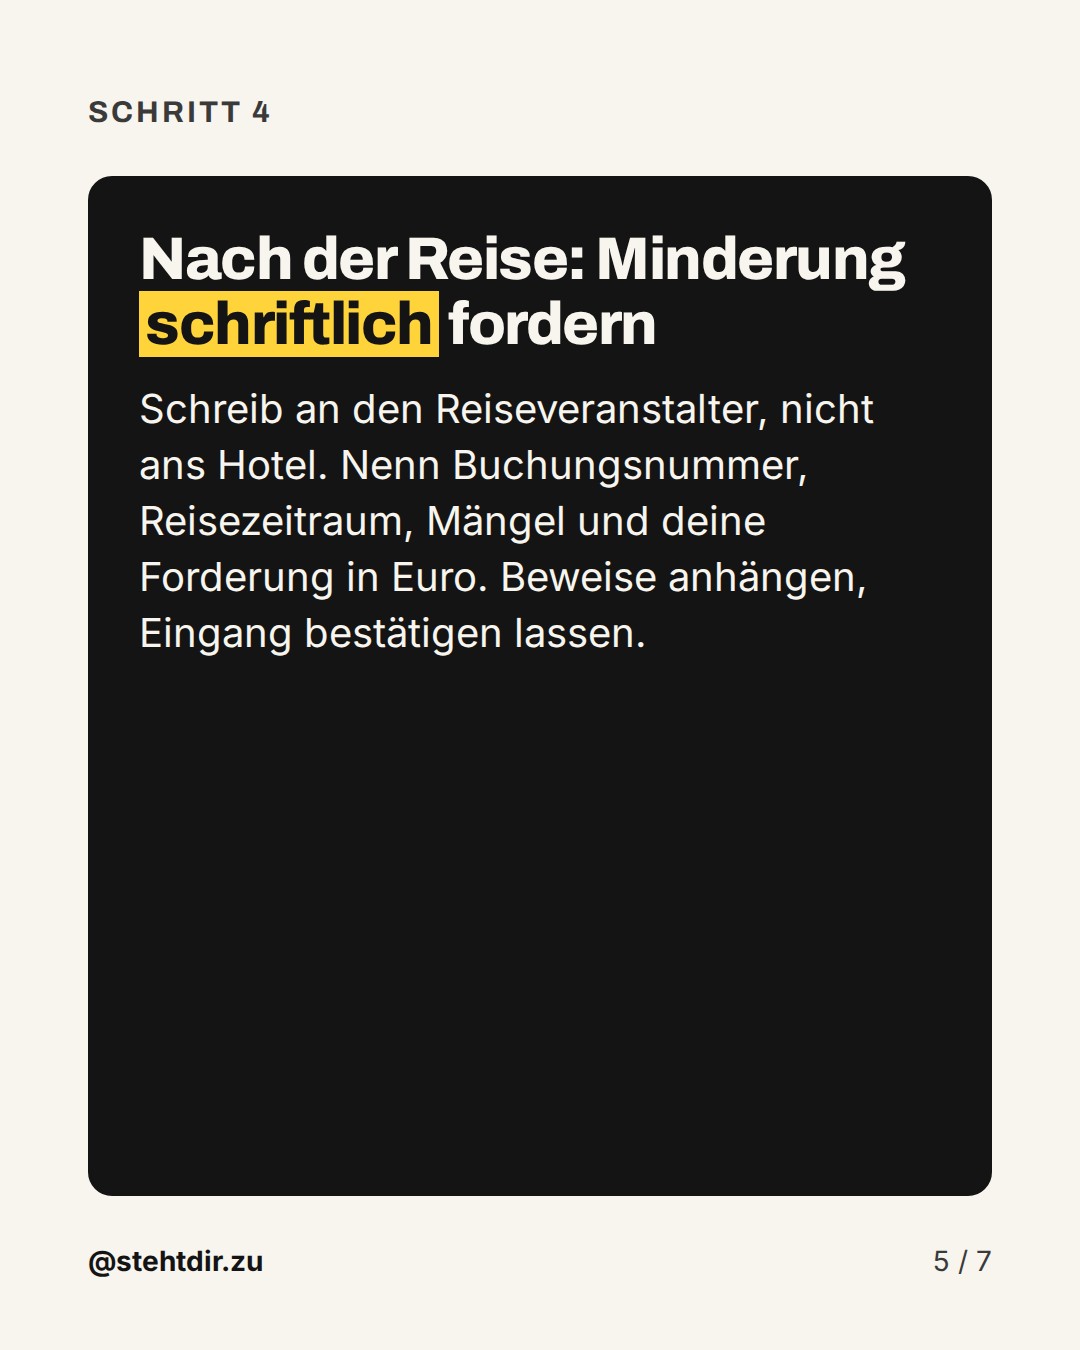 SCHRITT 4
Nach der Reise: Minderung
schriftlich fordern
Schreib an den Reiseveranstalter, nicht
ans Hotel. Nenn Buchungsnummer,
Reisezeitraum, Mängel und deine
Forderung in Euro. Beweise anhängen,
Eingang bestätigen lassen.
@stehtdir.zu
5 / 7